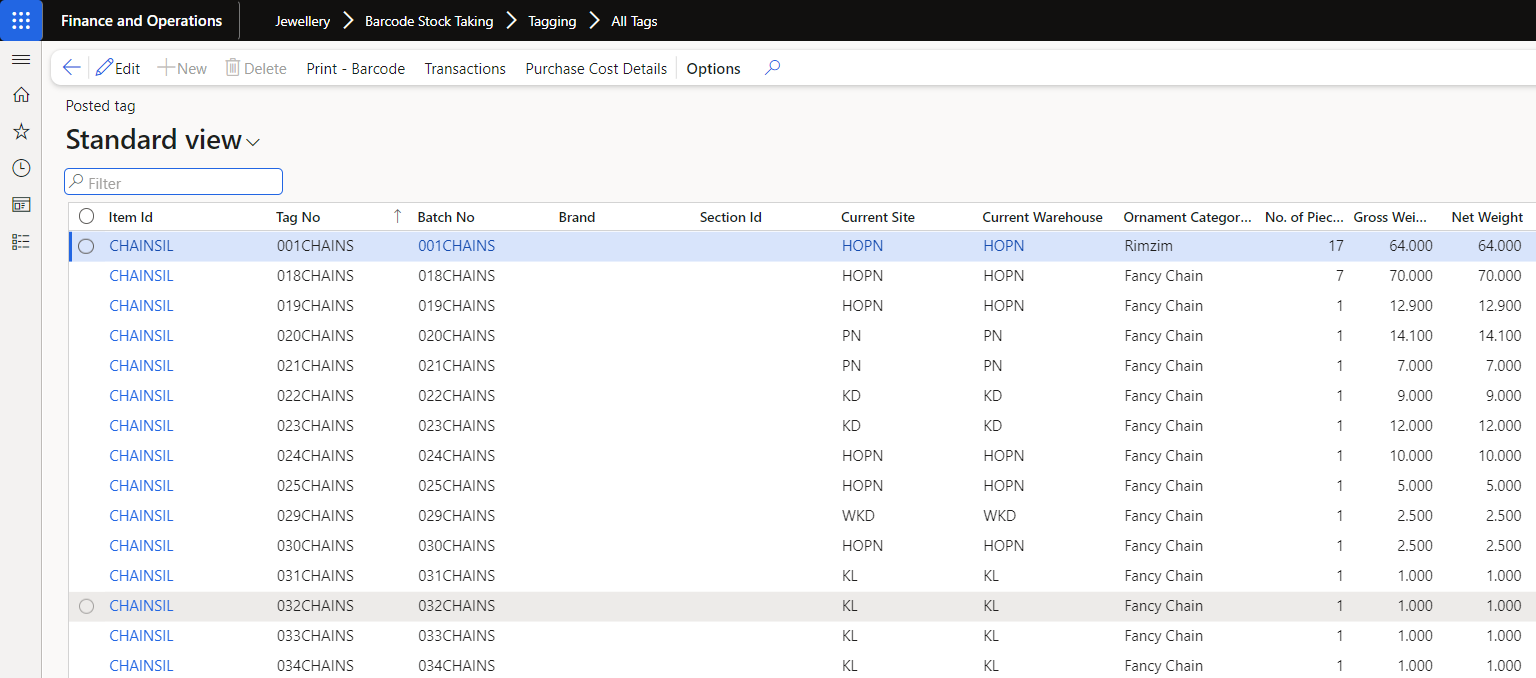 Finance and Operations Jewellery Barcode Stock Taking Tagging All Tags
Edit New Delete Print - Barcode Transactions Purchase Cost Details Options
Posted tag
Standard view
Filter
Item Id Tag No Batch No Brand Section Id Current Site Current Warehouse Ornament Categor... No. of Piec... Gross Wei... Net Weight
CHAINSIL 001CHAINS 001CHAINS HOPN HOPN Rimzim 17 64.000 64.000
CHAINSIL 018CHAINS 018CHAINS HOPN HOPN Fancy Chain 7 70.000 70.000
CHAINSIL 019CHAINS 019CHAINS HOPN HOPN Fancy Chain 1 12.900 12.900
CHAINSIL 020CHAINS 020CHAINS PN PN Fancy Chain 1 14.100 14.100
CHAINSIL 021CHAINS 021CHAINS PN PN Fancy Chain 1 7.000 7.000
CHAINSIL 022CHAINS 022CHAINS KD KD Fancy Chain 1 9.000 9.000
CHAINSIL 023CHAINS 023CHAINS KD KD Fancy Chain 1 12.000 12.000
CHAINSIL 024CHAINS 024CHAINS HOPN HOPN Fancy Chain 1 10.000 10.000
CHAINSIL 025CHAINS 025CHAINS HOPN HOPN Fancy Chain 1 5.000 5.000
CHAINSIL 029CHAINS 029CHAINS WKD WKD Fancy Chain 1 2.500 2.500
CHAINSIL 030CHAINS 030CHAINS HOPN HOPN Fancy Chain 1 2.500 2.500
CHAINSIL 031CHAINS 031CHAINS KL KL Fancy Chain 1 1.000 1.000
CHAINSIL 032CHAINS 032CHAINS KL KL Fancy Chain 1 1.000 1.000
CHAINSIL 033CHAINS 033CHAINS KL KL Fancy Chain 1 1.000 1.000
CHAINSIL 034CHAINS 034CHAINS KL KL Fancy Chain 1 1.000 1.000